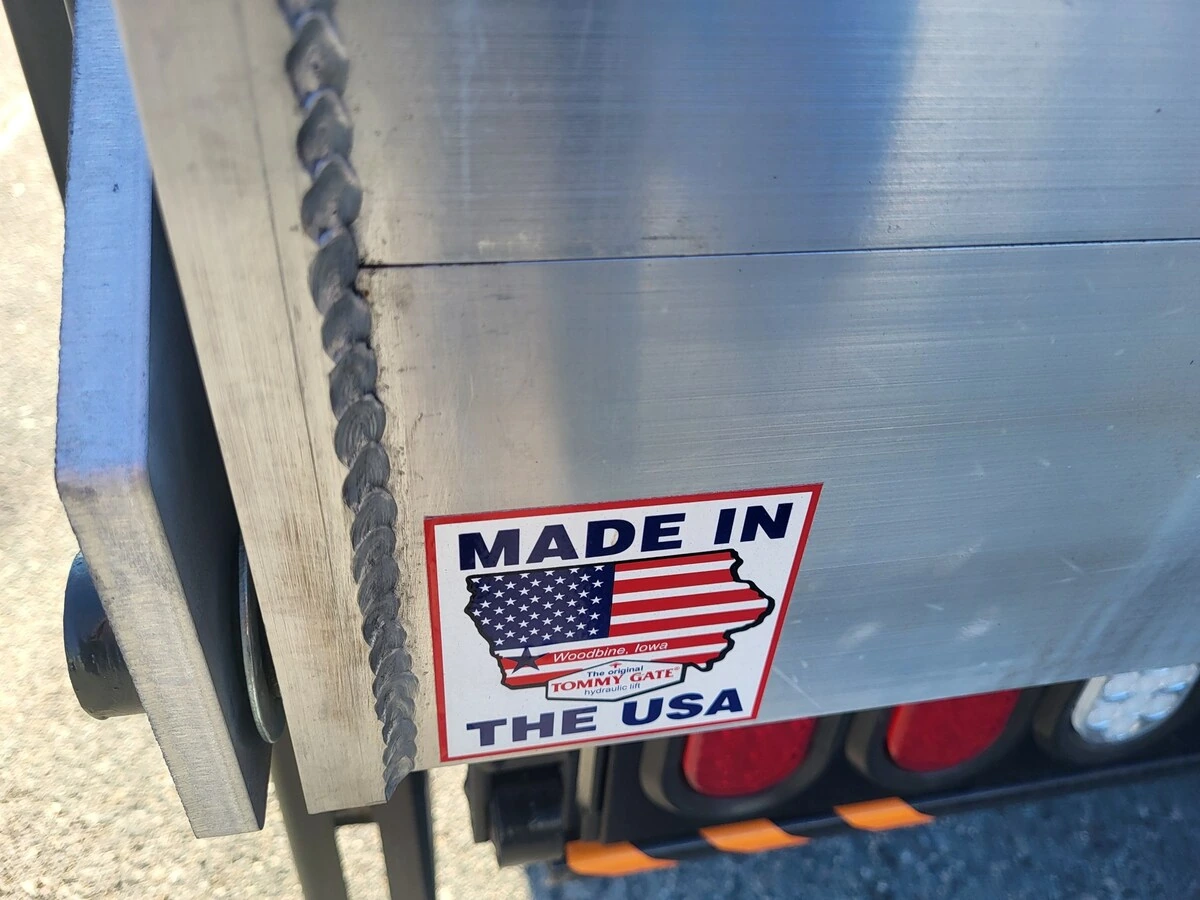 MADE IN
Woodbine, Iowa
The original
TOMMY GATE®
hydraulic lift
THE USA